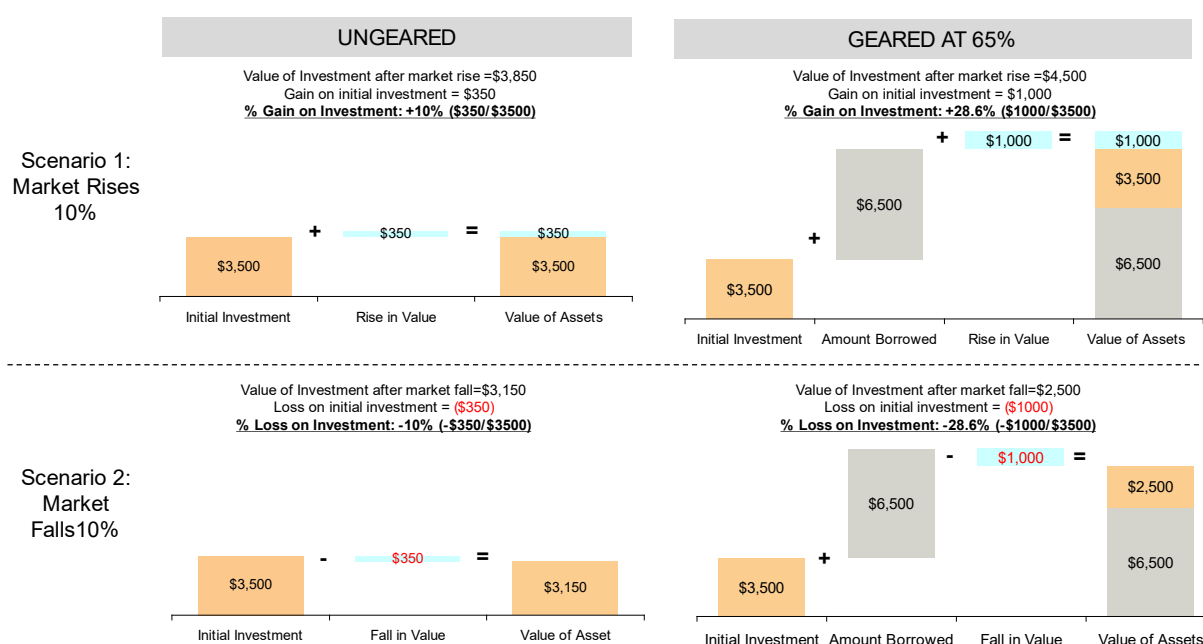 UNGEARED
GEARED AT 65%
Scenario 1:
Market Rises
10%
Value of Investment after market rise =$3,850
Gain on initial investment = $350
% Gain on Investment: +10% ($350/$3500)
+
$350
=
$350
$3,500
$3,500
Initial Investment
Rise in Value
Value of Assets
Value of Investment after market rise =$4,500
Gain on initial investment = $1,000
% Gain on Investment: +28.6% ($1000/$3500)
+
$1,000
=
$1,000
$6,500
$3,500
+
$3,500
$6,500
Initial Investment
Amount Borrowed
Rise in Value
Value of Assets
Scenario 2:
Market
Falls10%
Value of Investment after market fall=$3,150
Loss on initial investment = ($350)
% Loss on Investment: -10% (-$350/$3500)
-
$350
=
$3,500
$3,150
Initial Investment
Fall in Value
Value of Asset
Value of Investment after market fall=$2,500
Loss on initial investment = ($1000)
% Loss on Investment: -28.6% (-$1000/$3500)
-
$1,000
=
$6,500
$2,500
+
$3,500
$6,500
Initial Investment
Amount Borrowed
Fall in Value
Value of Assets